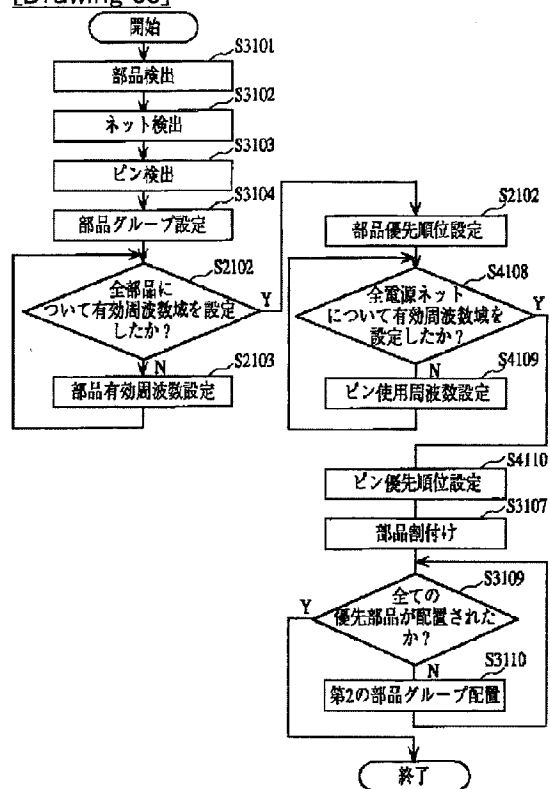 開始
S3101
部品検出
S3102
ネット検出
S3103
ピン検出
S3104
部品グループ設定
S2102
全部品に
ついて有効周波数域を設定
したか?
Y
N
S2103
部品有効周波数設定
S2102
部品優先順位設定
S4108
全電源ネット
について有効周波数域を
設定したか?
Y
N
S4109
ピン使用周波数設定
S4110
ピン優先順位設定
S3107
部品割付け
S3109
全ての
優先部品が配置された
か?
Y
N
S3110
第2の部品グループ配置
終了